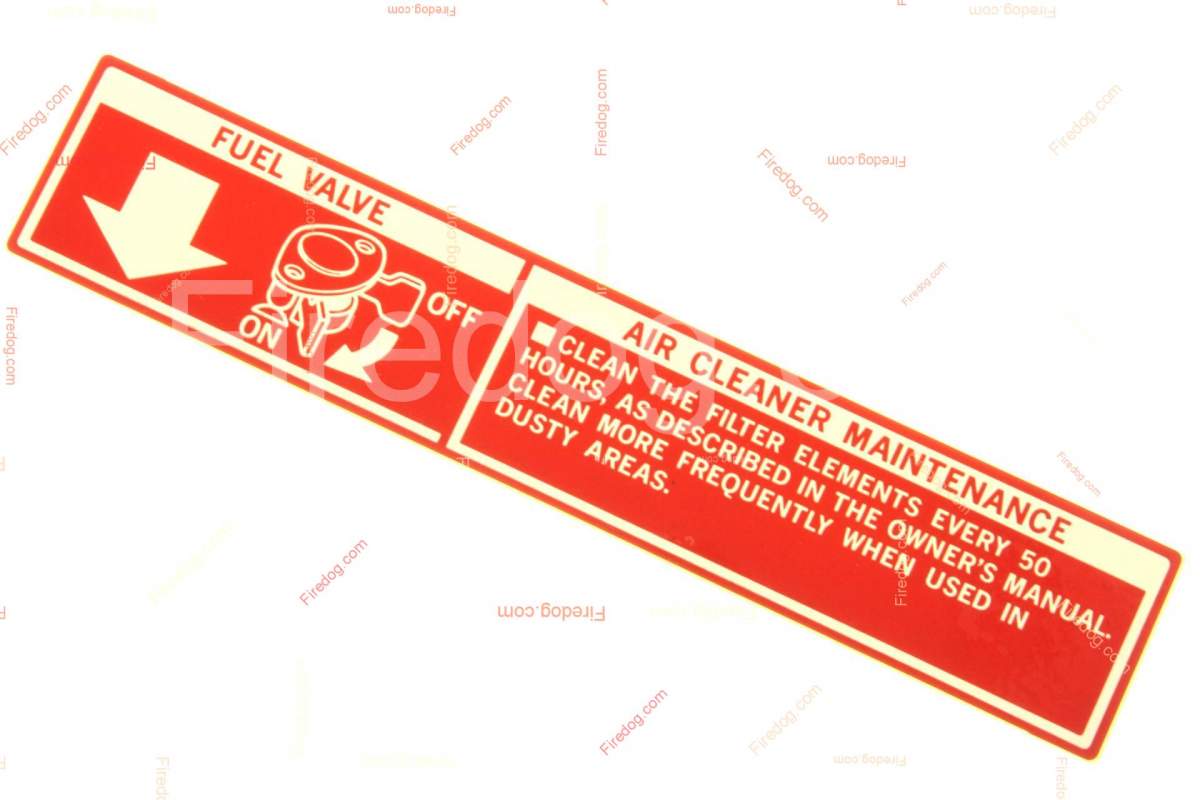 FUEL VALVE
OFF
ON
AIR CLEANER MAINTENANCE
CLEAN THE FILTER ELEMENTS EVERY 50
HOURS, AS DESCRIBED IN THE OWNER'S MANUAL.
CLEAN MORE FREQUENTLY WHEN USED IN
DUSTY AREAS.
Firedog.com